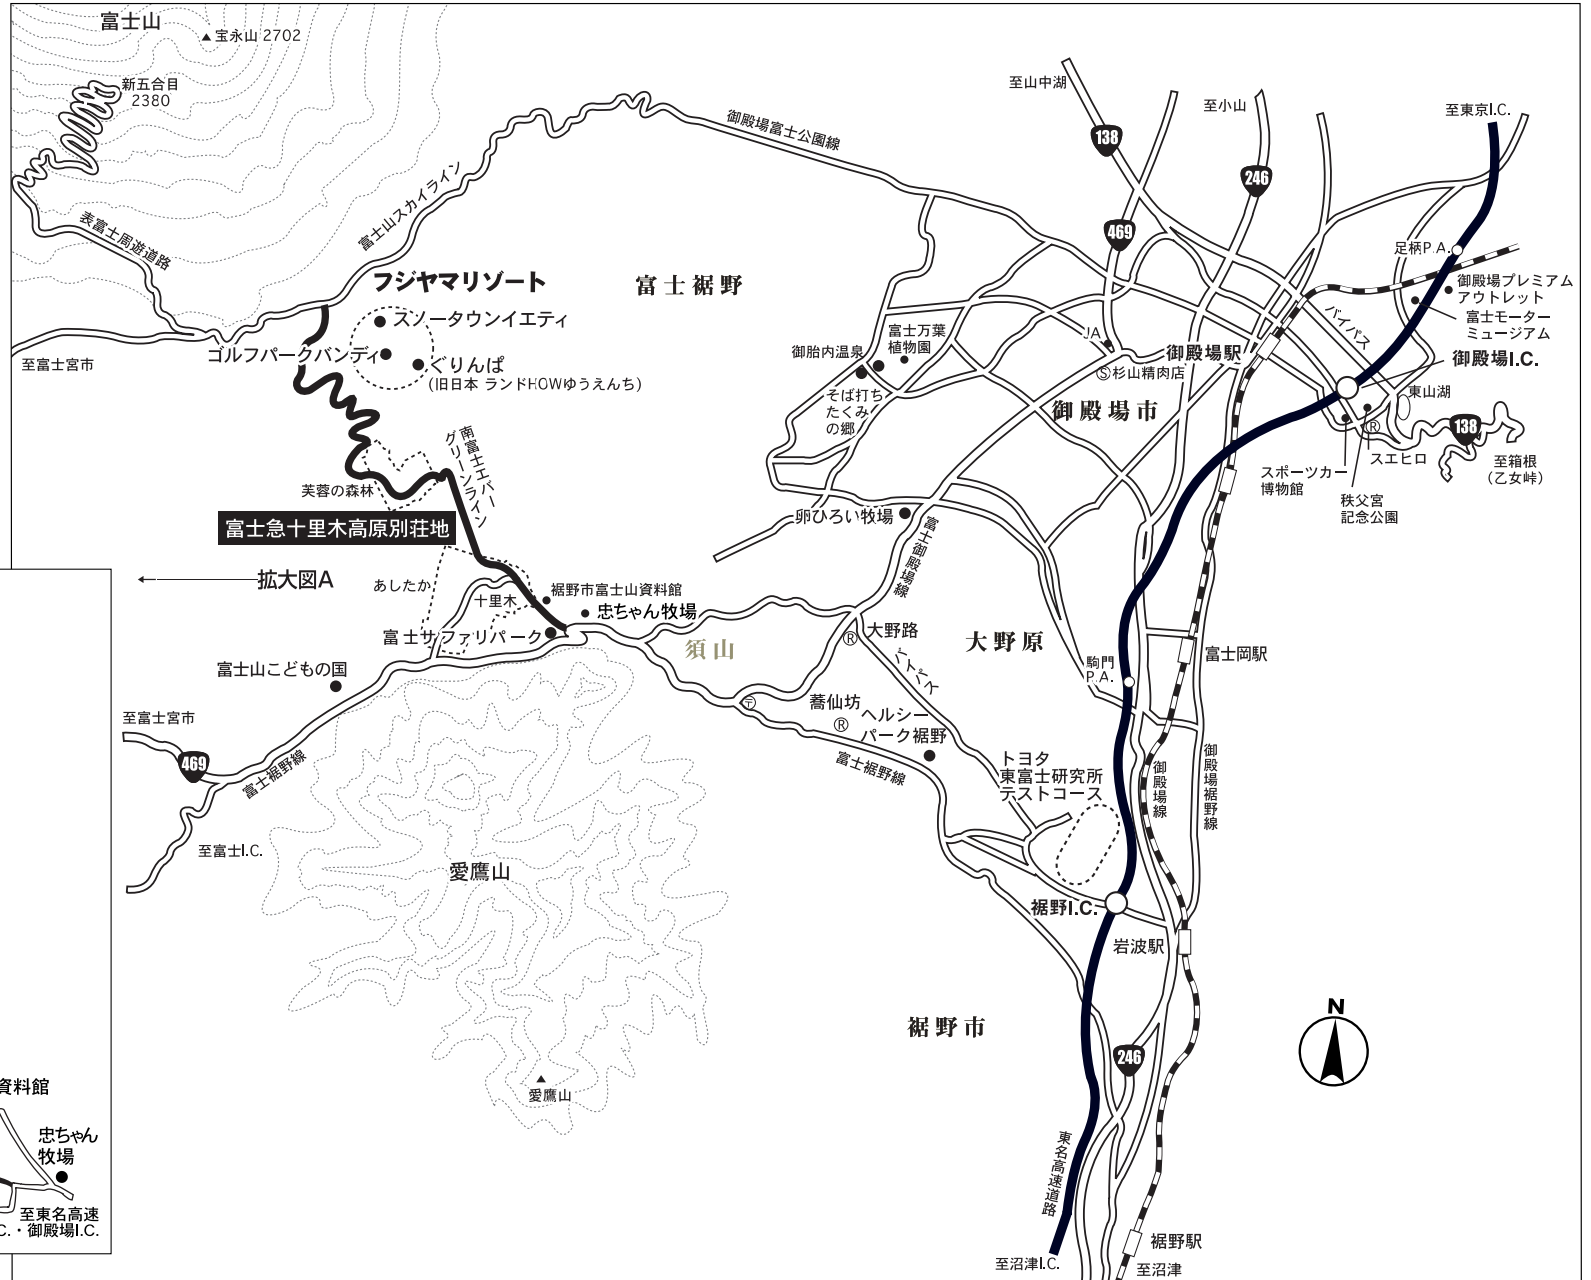 富士山
宝永山 2702
新五合目
2380
表富士周遊道路
富士山スカイライン
御殿場富士公園線
至山中湖
138
至小山
246
至東京I.C.
469
足柄P.A.
御殿場プレミアム
アウトレット
富士モーター
ミュージアム
バイパス
御殿場I.C.
東山湖
138
至箱根
(乙女峠)
Ⓡ
スエヒロ
スポーツカー
博物館
秩父宮
記念公園
フジヤマリゾート
スノータウンイエティ
ゴルフパークバンディ
ぐりんぱ
(旧日本 ランドHOWゆうえんち)
至富士宮市
富士裾野
御胎内温泉
富士万葉
植物園
そば打ち
たくみ
の郷
JA
御殿場駅
Ⓢ杉山精肉店
御殿場市
南富士エバー
グリーンライン
芙蓉の森林
富士急十里木高原別荘地
拡大図A
あしたか
十里木
裾野市富士山資料館
忠ちゃん牧場
富士サファリパーク
富士山こどもの国
至富士宮市
469
富士裾野線
至富士I.C.
卵ひろい牧場
富士御殿場線
須山
Ⓡ
大野路
バイパス
大野原
駒門
P.A.
富士岡駅
〒
蕎仙坊
Ⓡ
ヘルシー
パーク裾野
富士裾野線
トヨタ
東富士研究所
テストコース
御殿場線
御殿場裾野線
愛鷹山
裾野I.C.
岩波駅
裾野市
N
246
愛鷹山
東名高速道路
裾野駅
至沼津I.C.
至沼津
資料館
忠ちゃん
牧場
至東名高速
C.・御殿場I.C.